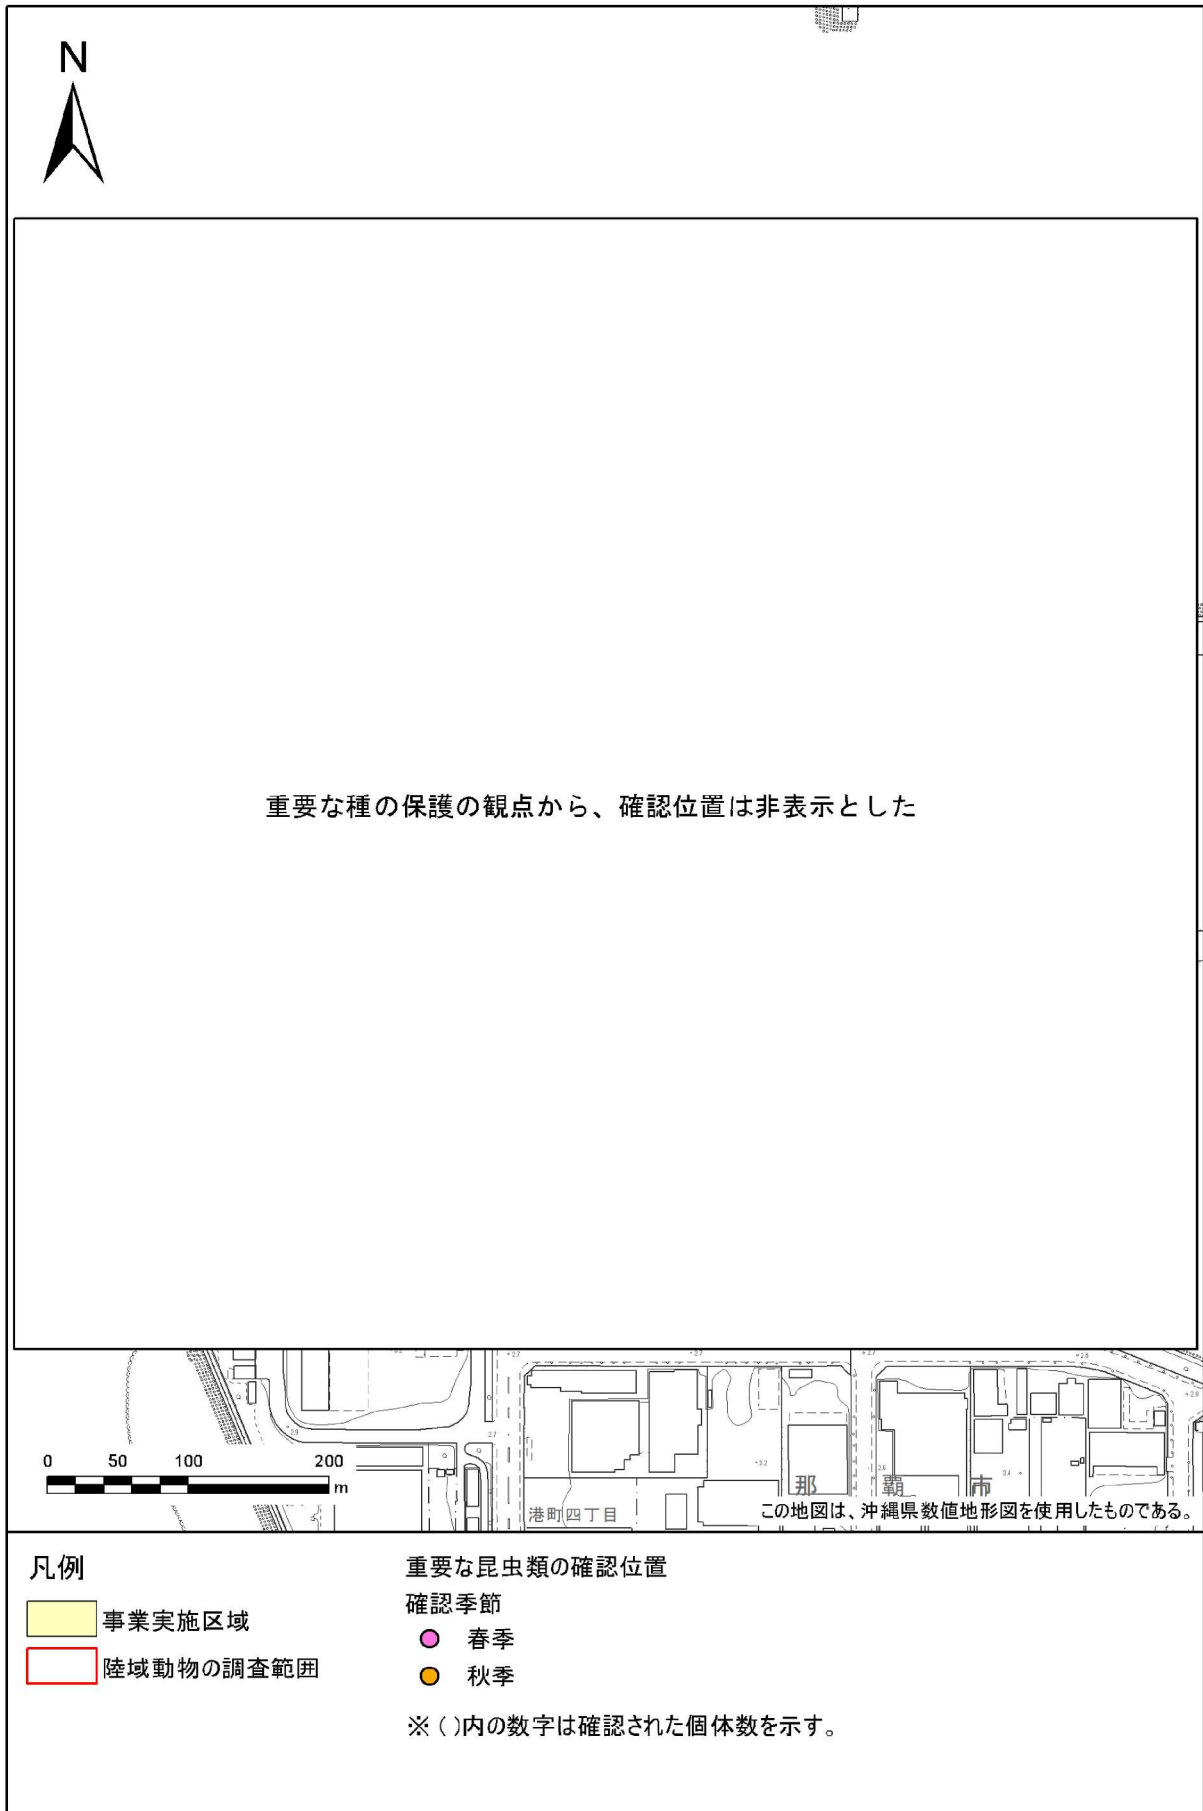 N
重要な種の保護の観点から、確認位置は非表示とした
0 50 100 200
m
那覇市
港町四丁目
この地図は、沖縄県数値地形図を使用したものである。
凡例
事業実施区域
陸域動物の調査範囲
重要な昆虫類の確認位置
確認季節
春季
秋季
※ ( )内の数字は確認された個体数を示す。